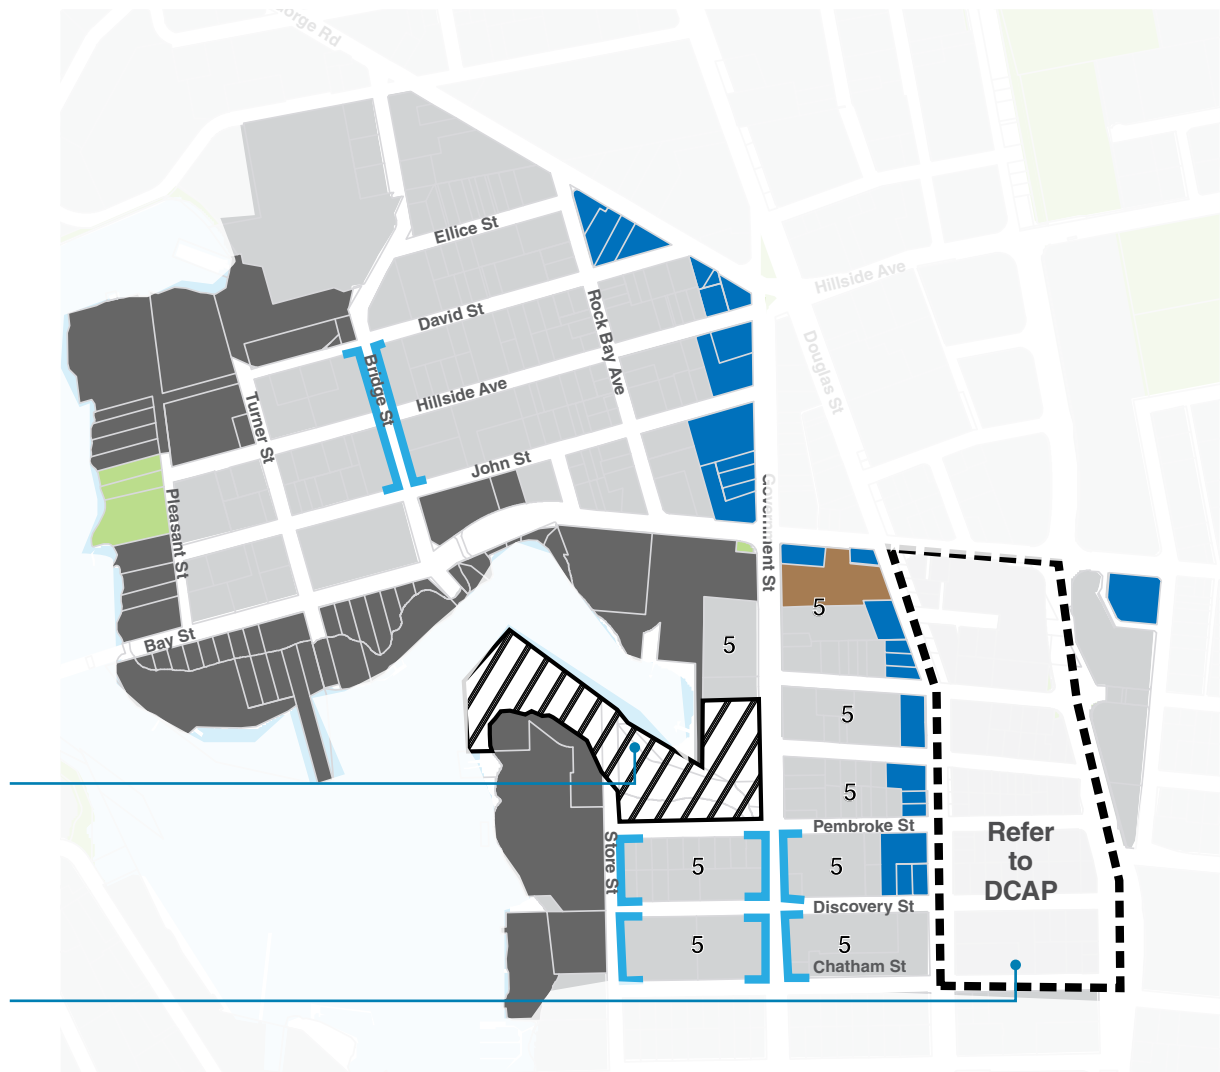 orge Rd
Ellice St
Hillside Ave
David St
Rock Bay Ave
Douglas St
Bridge St
Hillside Ave
Turner St
John St
Pleasant St
Government St
5
Bay St
5
5
5
Pembroke St
Refer
to
DCAP
Store St
5
5
Discovery St
5
5
Chatham St